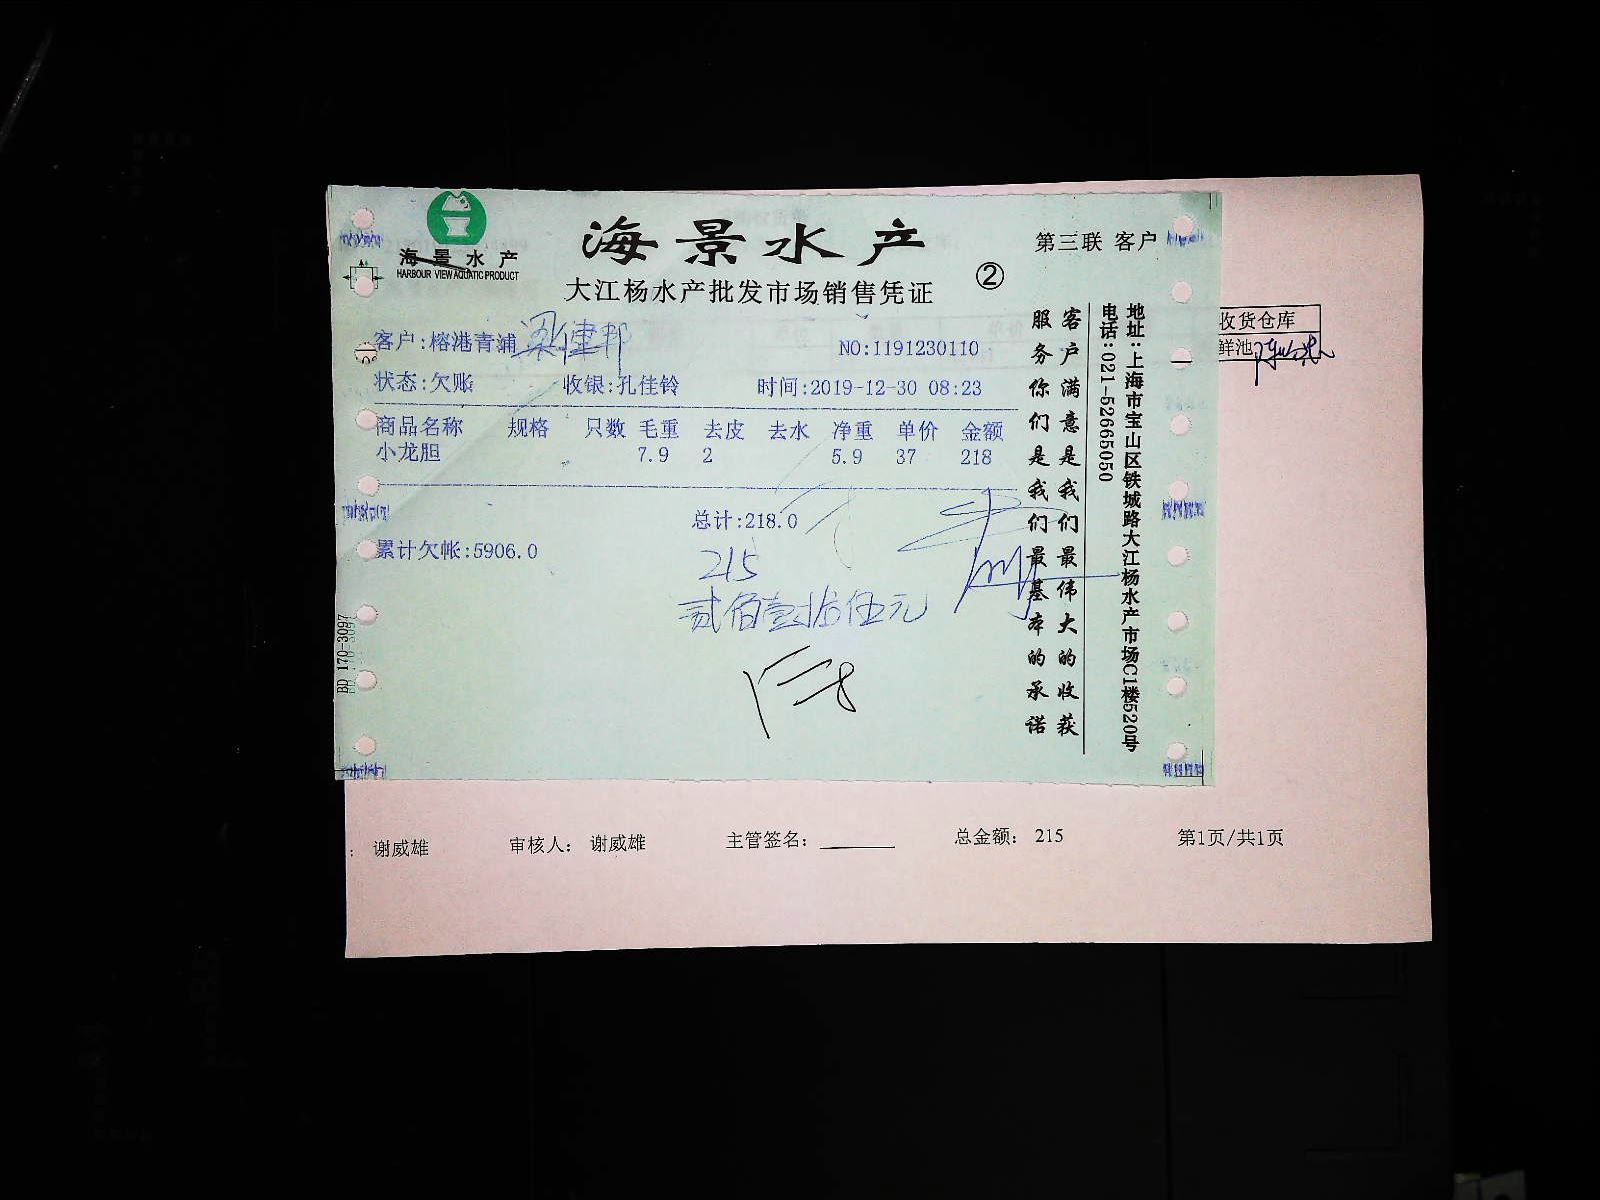 海景水产
HARBOUR VIEW AQUATIC PRODUCT
海景水产
第三联 客户
大江杨水产批发市场销售凭证
②
客户:榕港青浦 梁健邦
NO:1191230110
状态:欠账 收银:孔佳铃 时间:2019-12-30 08:23
商品名称 规格 只数 毛重 去皮 去水 净重 单价 金额
小龙胆 7.9 2 5.9 37 218
总计:218.0
累计欠帐:5906.0
215
贰佰壹拾伍元
客户满意是我们最伟大的收获
服务你们是我们最基本的承诺
地址:上海市宝山区铁城路大江杨水产市场C1楼520号
电话:021-52665050
BD 170-3097
收货仓库
鲜池
: 谢威雄 审核人: 谢威雄 主管签名: 总金额: 215 第1页/共1页